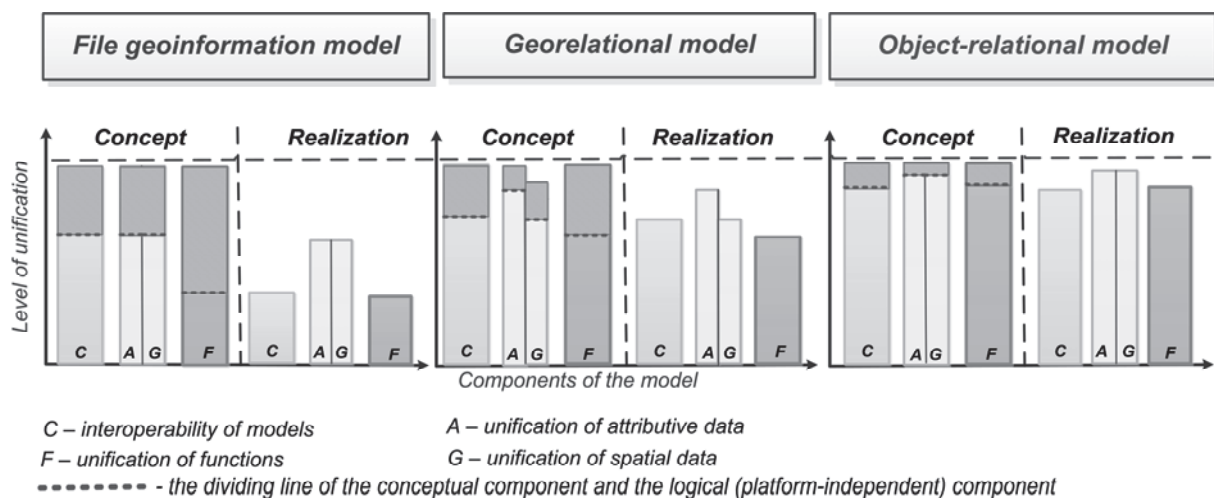 File geoinformation model
Georelational model
Object-relational model
Concept
Realization
Concept
Realization
Concept
Realization
Level of unification
C
A
G
F
C
A
G
F
C
A
G
F
C
A
G
F
C
A
G
F
C
A
G
F
Components of the model
C – interoperability of models
A – unification of attributive data
F – unification of functions
G – unification of spatial data
- the dividing line of the conceptual component and the logical (platform-independent) component